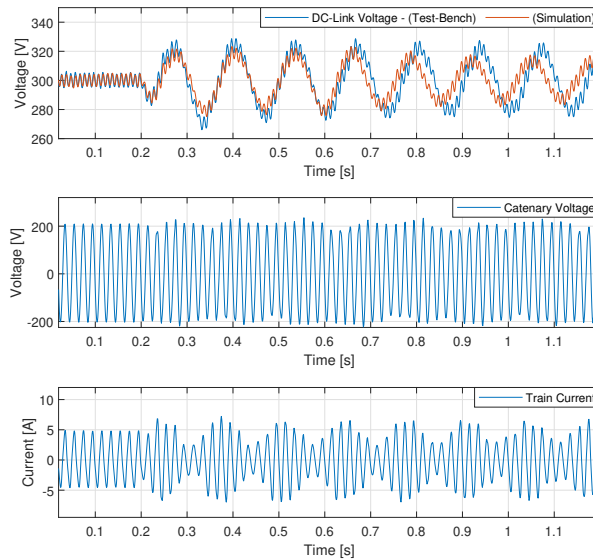 DC-Link Voltage - (Test-Bench) (Simulation)
340
320
300
280
260
Voltage [V]
0.1 0.2 0.3 0.4 0.5 0.6 0.7 0.8 0.9 1 1.1
Time [s]
Catenary Voltage
200
0
-200
Voltage [V]
0.1 0.2 0.3 0.4 0.5 0.6 0.7 0.8 0.9 1 1.1
Time [s]
Train Current
10
5
0
-5
Current [A]
0.1 0.2 0.3 0.4 0.5 0.6 0.7 0.8 0.9 1 1.1
Time [s]